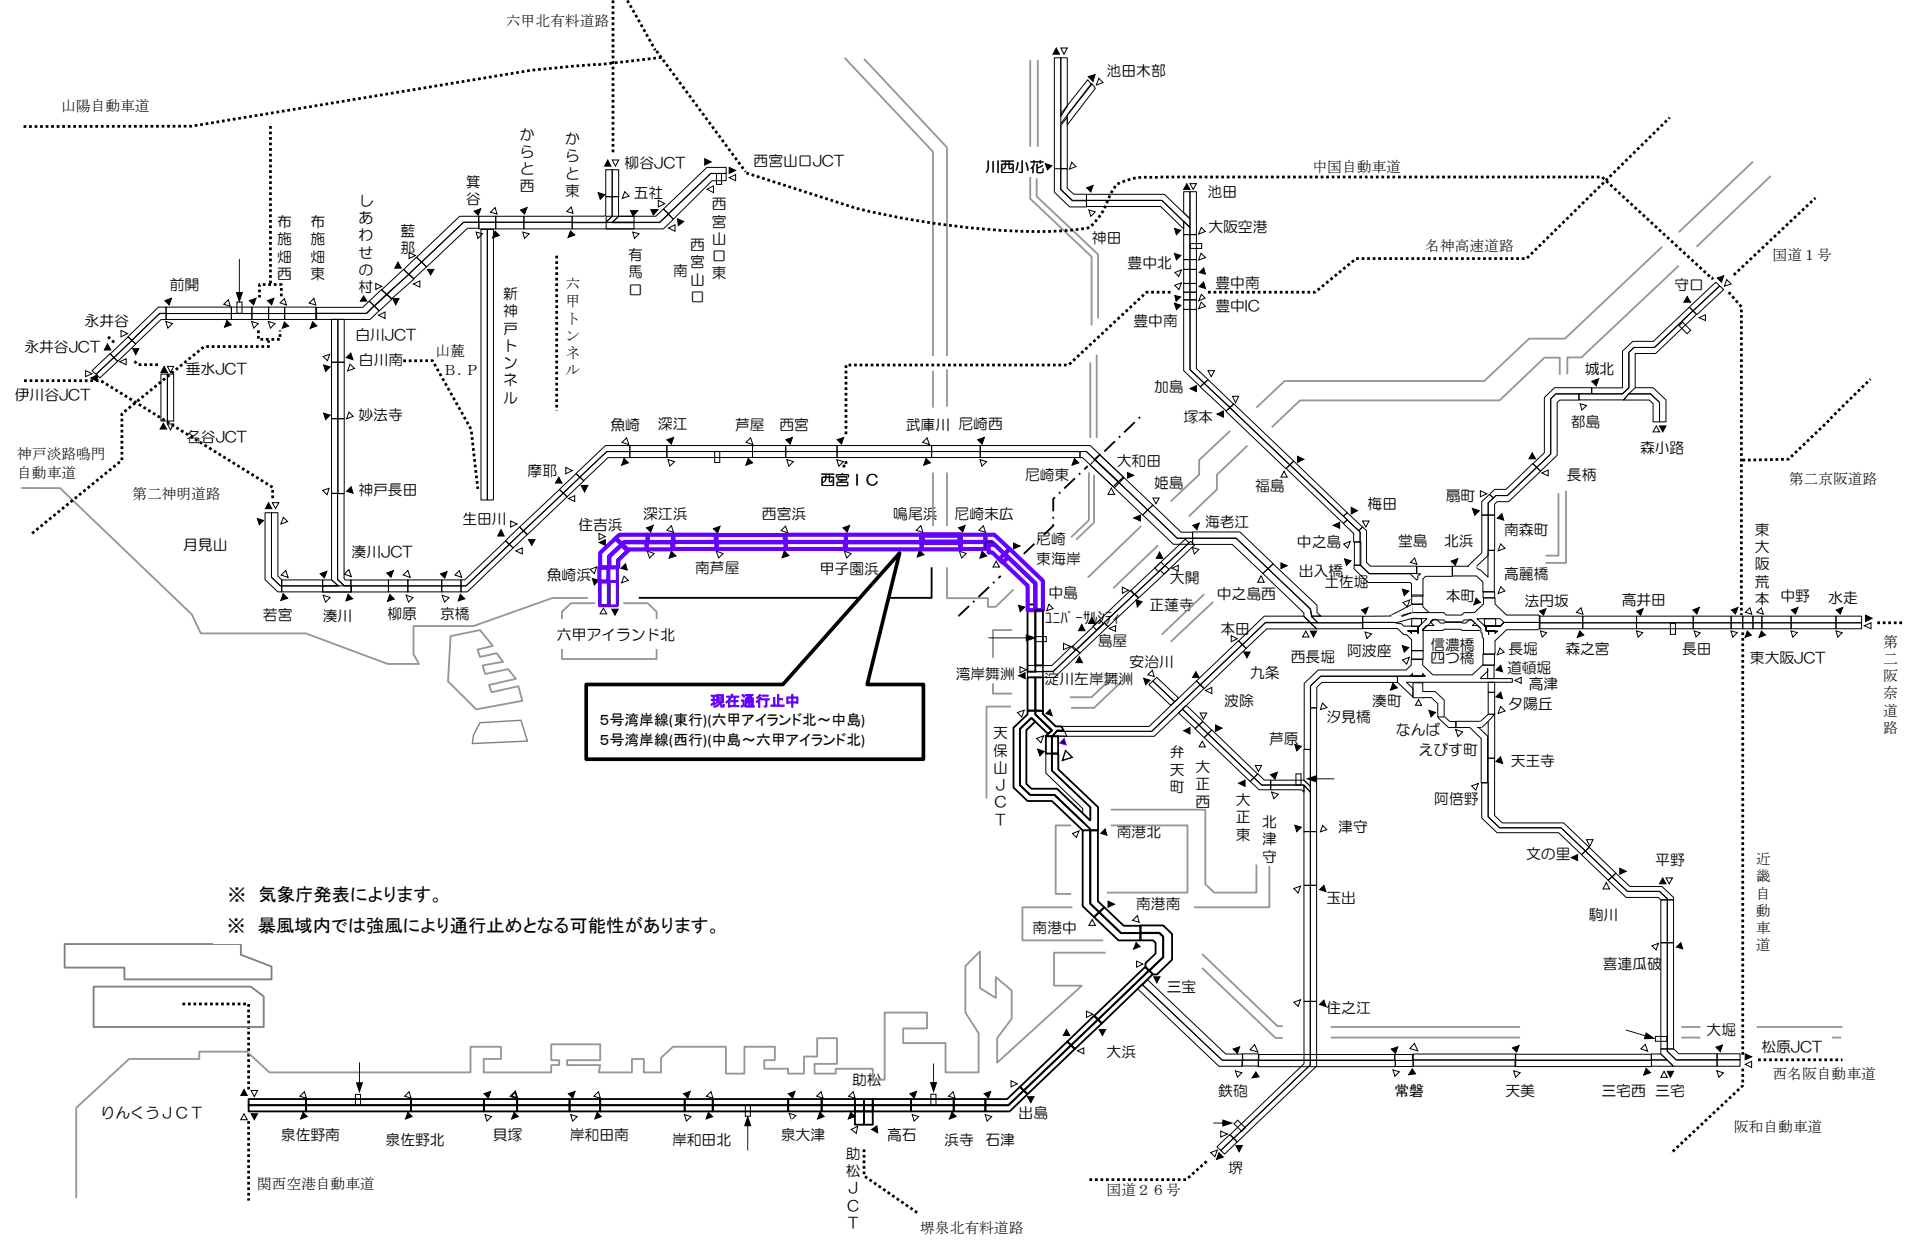 六甲北有料道路
山陽自動車道
池田木部
川西小花
中国自動車道
池田
大阪空港
神田
名神高速道路
国道１号
守口
豊中北
豊中南
豊中IC
豊中南
からと西
からと東
柳谷JCT
五社
西宮山口JCT
西宮山口東
西宮山口南
有馬口
箕谷
藍那
しあわせの村
布施畑東
布施畑西
前開
永井谷
永井谷JCT
伊川谷JCT
垂水JCT
名谷JCT
神戸淡路鳴門
自動車道
第二神明道路
白川JCT
白川南
山麓
B．P
妙法寺
神戸長田
新神戸トンネル
六甲トンネル
加島
塚本
城北
都島
森小路
長柄
第二京阪道路
魚崎
深江
芦屋
西宮
武庫川
尼崎西
西宮ＩＣ
尼崎東
大和田
姫島
福島
梅田
扇町
南森町
摩耶
生田川
住吉浜
深江浜
西宮浜
鳴尾浜
尼崎末広
尼崎
東海岸
海老江
中之島
出入橋
堂島
北浜
土佐堀
高麗橋
本町
東大阪荒本
月見山
湊川JCT
若宮
湊川
柳原
京橋
魚崎浜
南芦屋
甲子園浜
中島
六甲アイランド北
大開
正蓮寺
中之島西
ﾕﾆﾊﾞｰｻﾙｼﾃｨ
島屋
湾岸舞洲
淀川左岸舞洲
安治川
本田
九条
西長堀
阿波座
信濃橋
四つ橋
長堀
道頓堀
高津
夕陽丘
法円坂
森之宮
高井田
長田
中野
水走
東大阪JCT
第二阪奈道路
波除
汐見橋
湊町
なんば
えびす町
天王寺
阿倍野
現在通行止中
５号湾岸線(東行)(六甲アイランド北～中島)
５号湾岸線(西行)(中島～六甲アイランド北)
天保山JCT
弁天町
大正西
大正東
芦原
北津守
津守
南港北
文の里
平野
駒川
近畿自動車道
玉出
南港南
南港中
喜連瓜破
※ 気象庁発表によります。
※ 暴風域内では強風により通行止めとなる可能性があります。
三宝
住之江
大浜
大堀
松原JCT
西名阪自動車道
鉄砲
常磐
天美
三宅西
三宅
りんくうＪＣＴ
泉佐野南
泉佐野北
貝塚
岸和田南
岸和田北
泉大津
助松
高石
浜寺
石津
出島
助松JCT
堺
阪和自動車道
国道２６号
関西空港自動車道
堺泉北有料道路